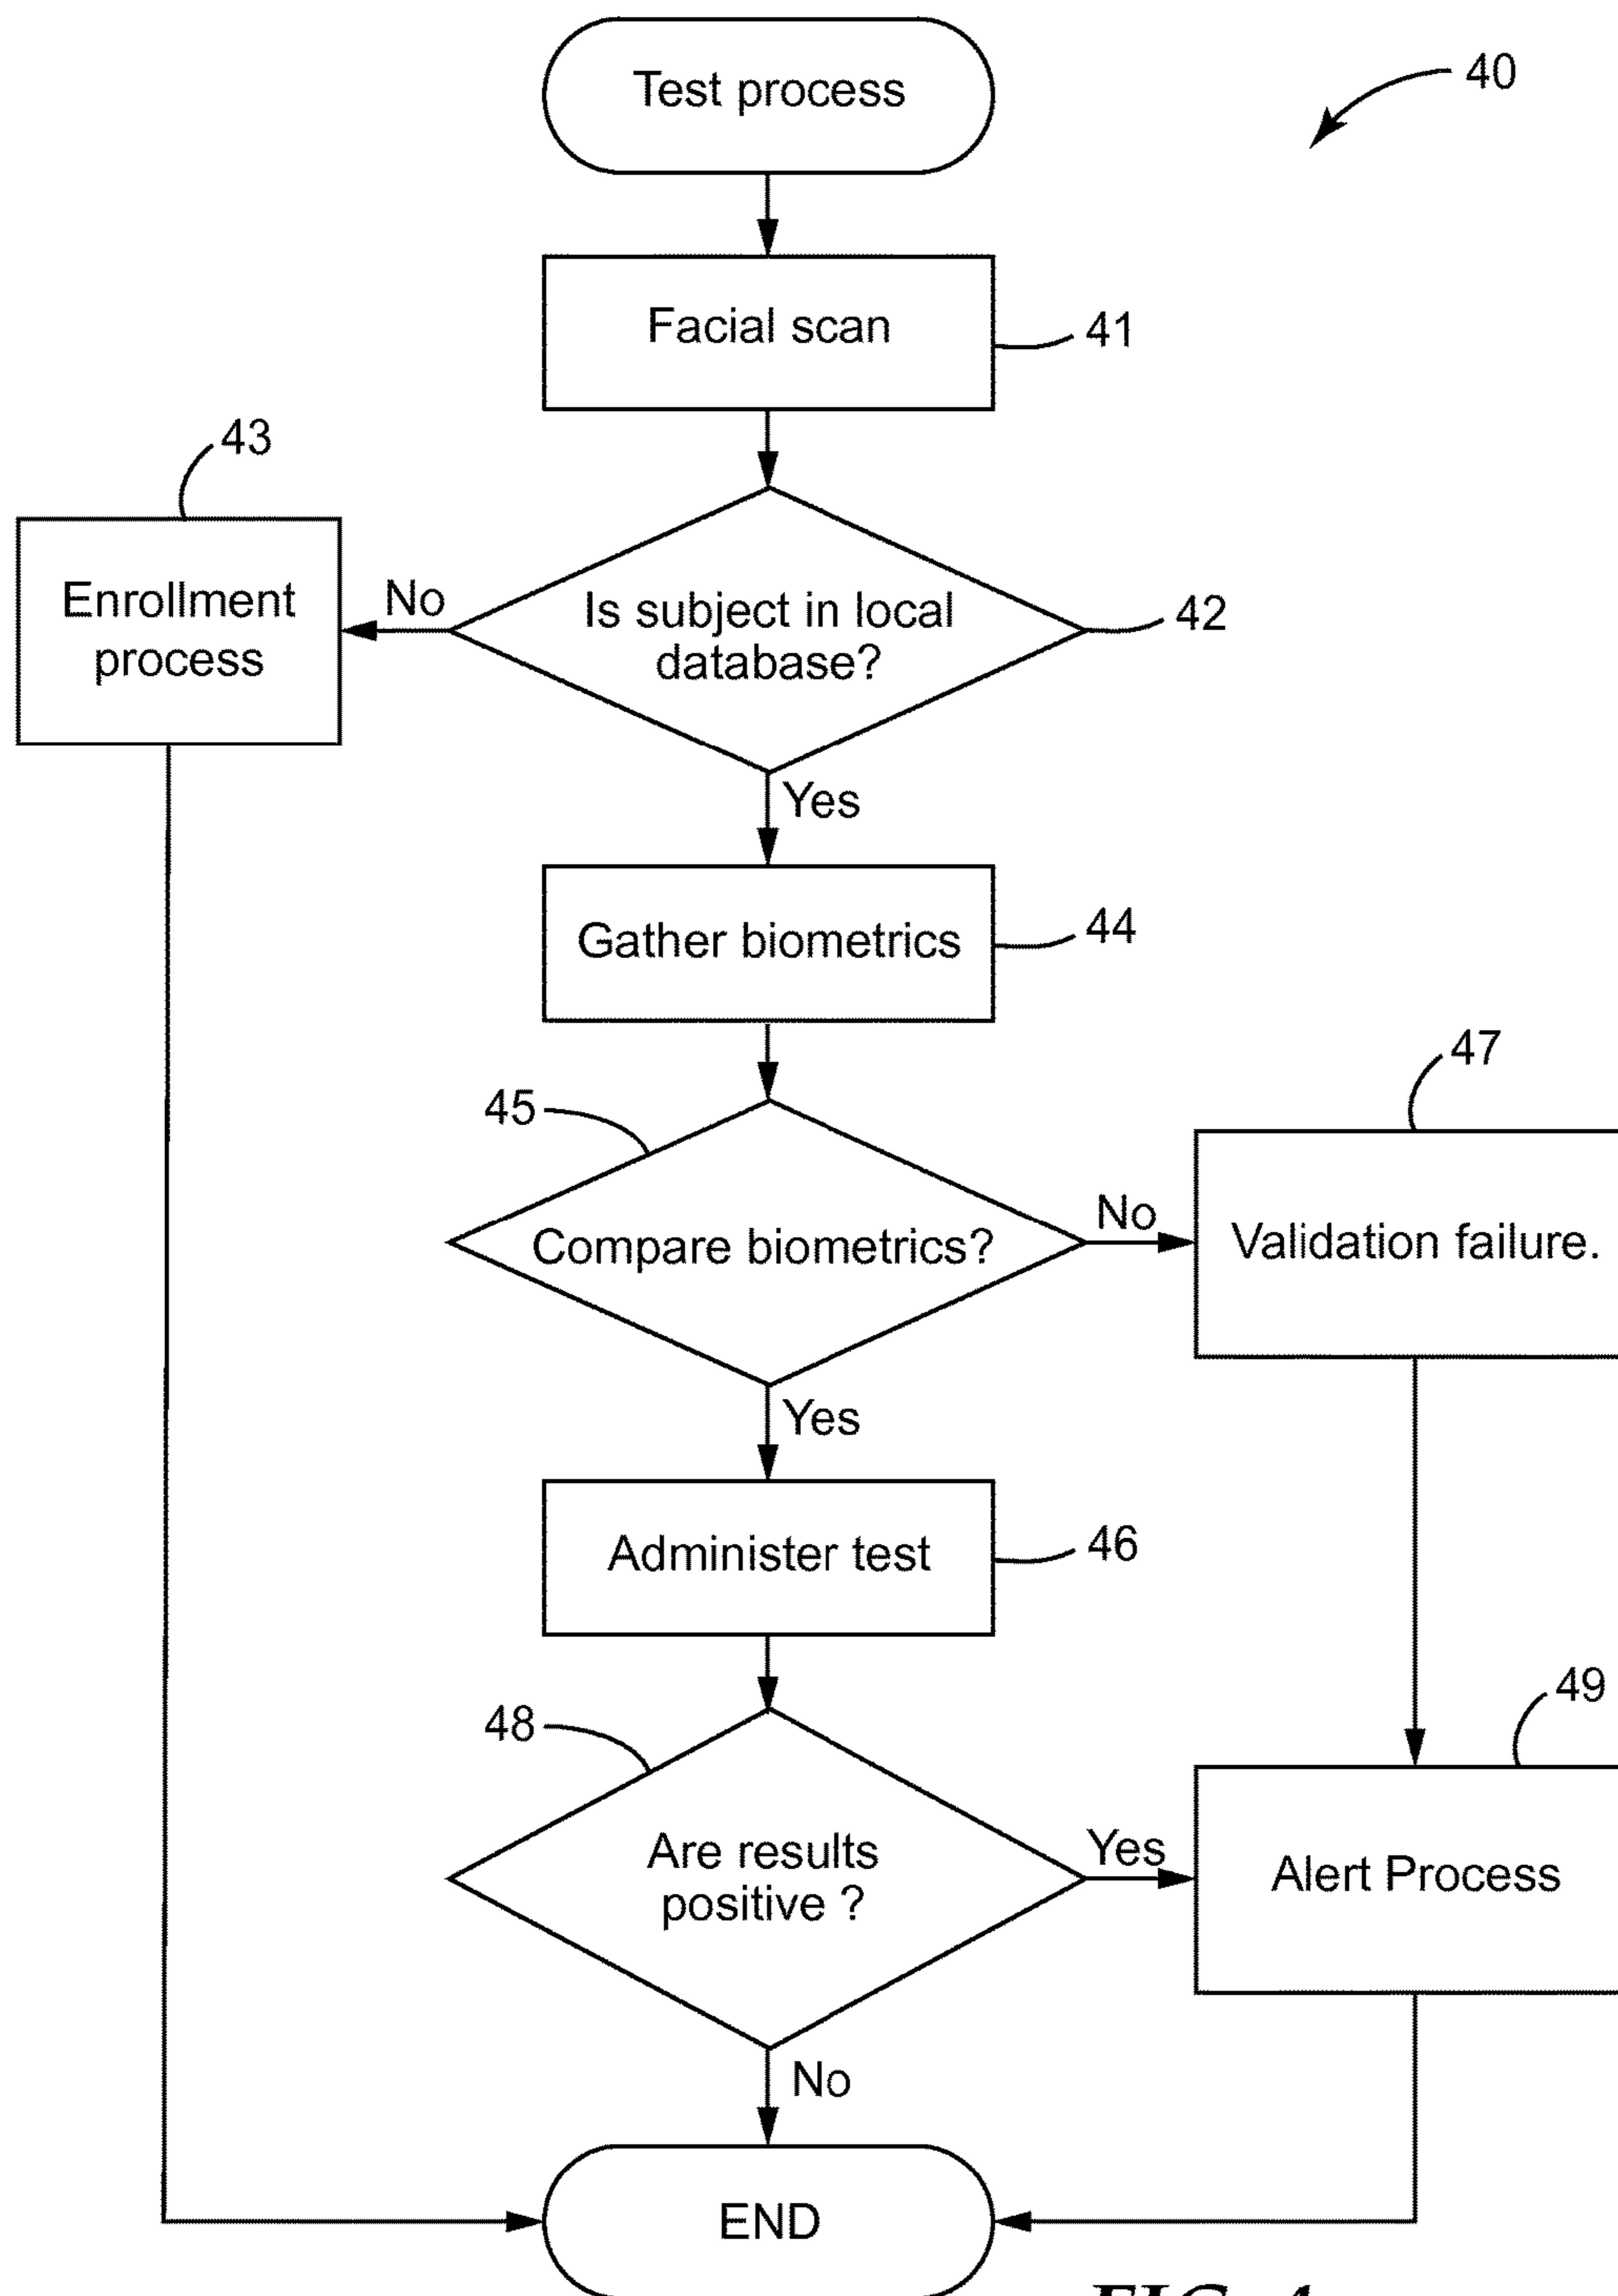 Test process
40
Facial scan
41
43
Enrollment
process
No
Is subject in local
database?
42
Yes
Gather biometrics
44
45
Compare biometrics?
No
47
Validation failure.
Yes
Administer test
46
48
Are results
positive ?
Yes
49
Alert Process
No
END